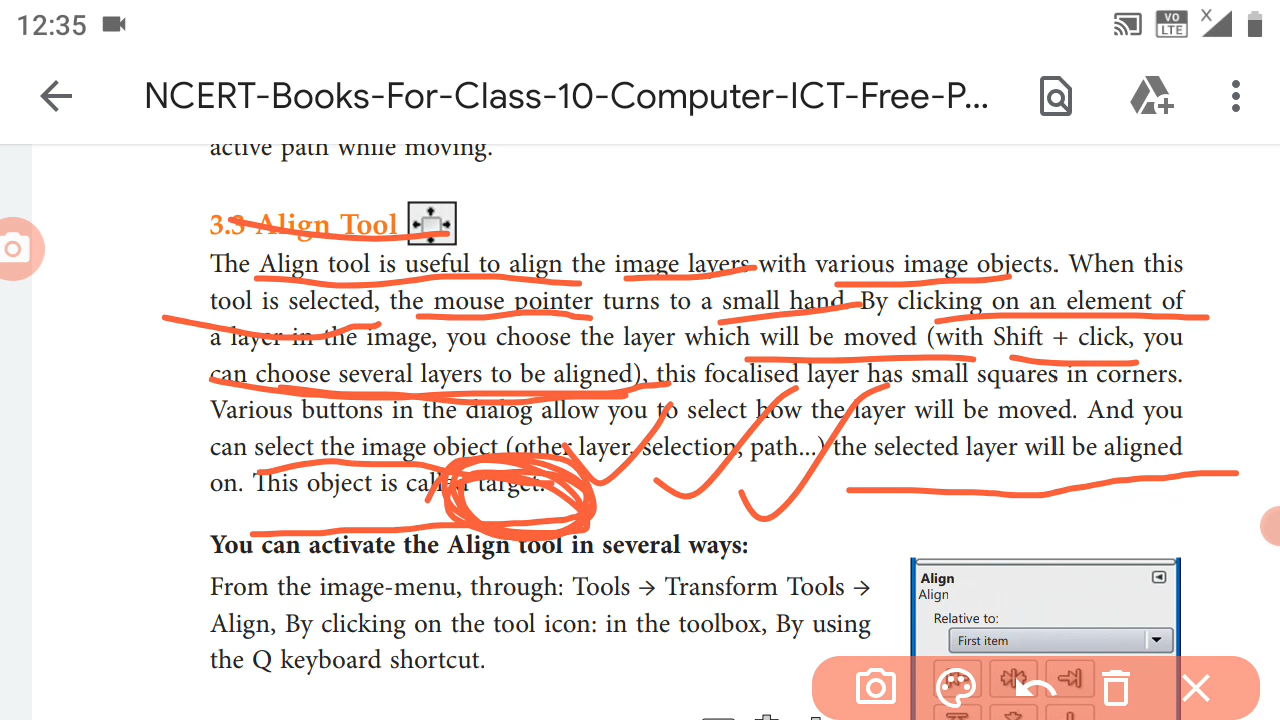 12:35
VO
LTE
X
NCERT-Books-For-Class-10-Computer-ICT-Free-P...
active path while moving.
3.3 Align Tool
The Align tool is useful to align the image layers with various image objects. When this
tool is selected, the mouse pointer turns to a small hand. By clicking on an element of
a layer in the image, you choose the layer which will be moved (with Shift + click, you
can choose several layers to be aligned), this focalised layer has small squares in corners.
Various buttons in the dialog allow you to select how the layer will be moved. And you
can select the image object (other layer, selection, path...) the selected layer will be aligned
on. This object is called target.
You can activate the Align tool in several ways:
From the image-menu, through: Tools → Transform Tools →
Align, By clicking on the tool icon: in the toolbox, By using
the Q keyboard shortcut.
Align
Align
Relative to:
First item